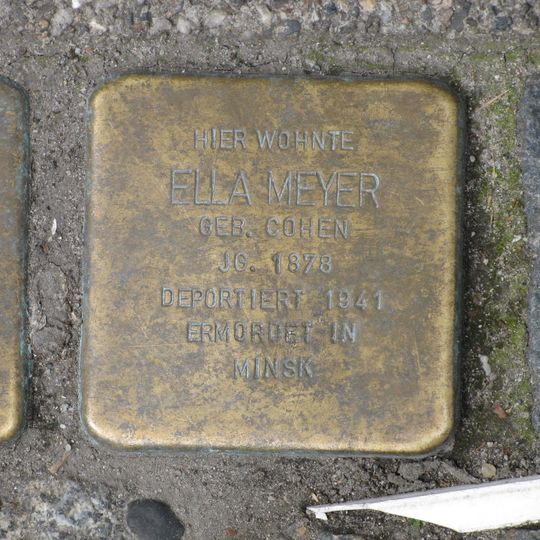 HIER WOHNTE
ELLA MEYER
GEB. COHEN
JG. 1878
DEPORTIERT 1941
ERMORDET IN
MINSK